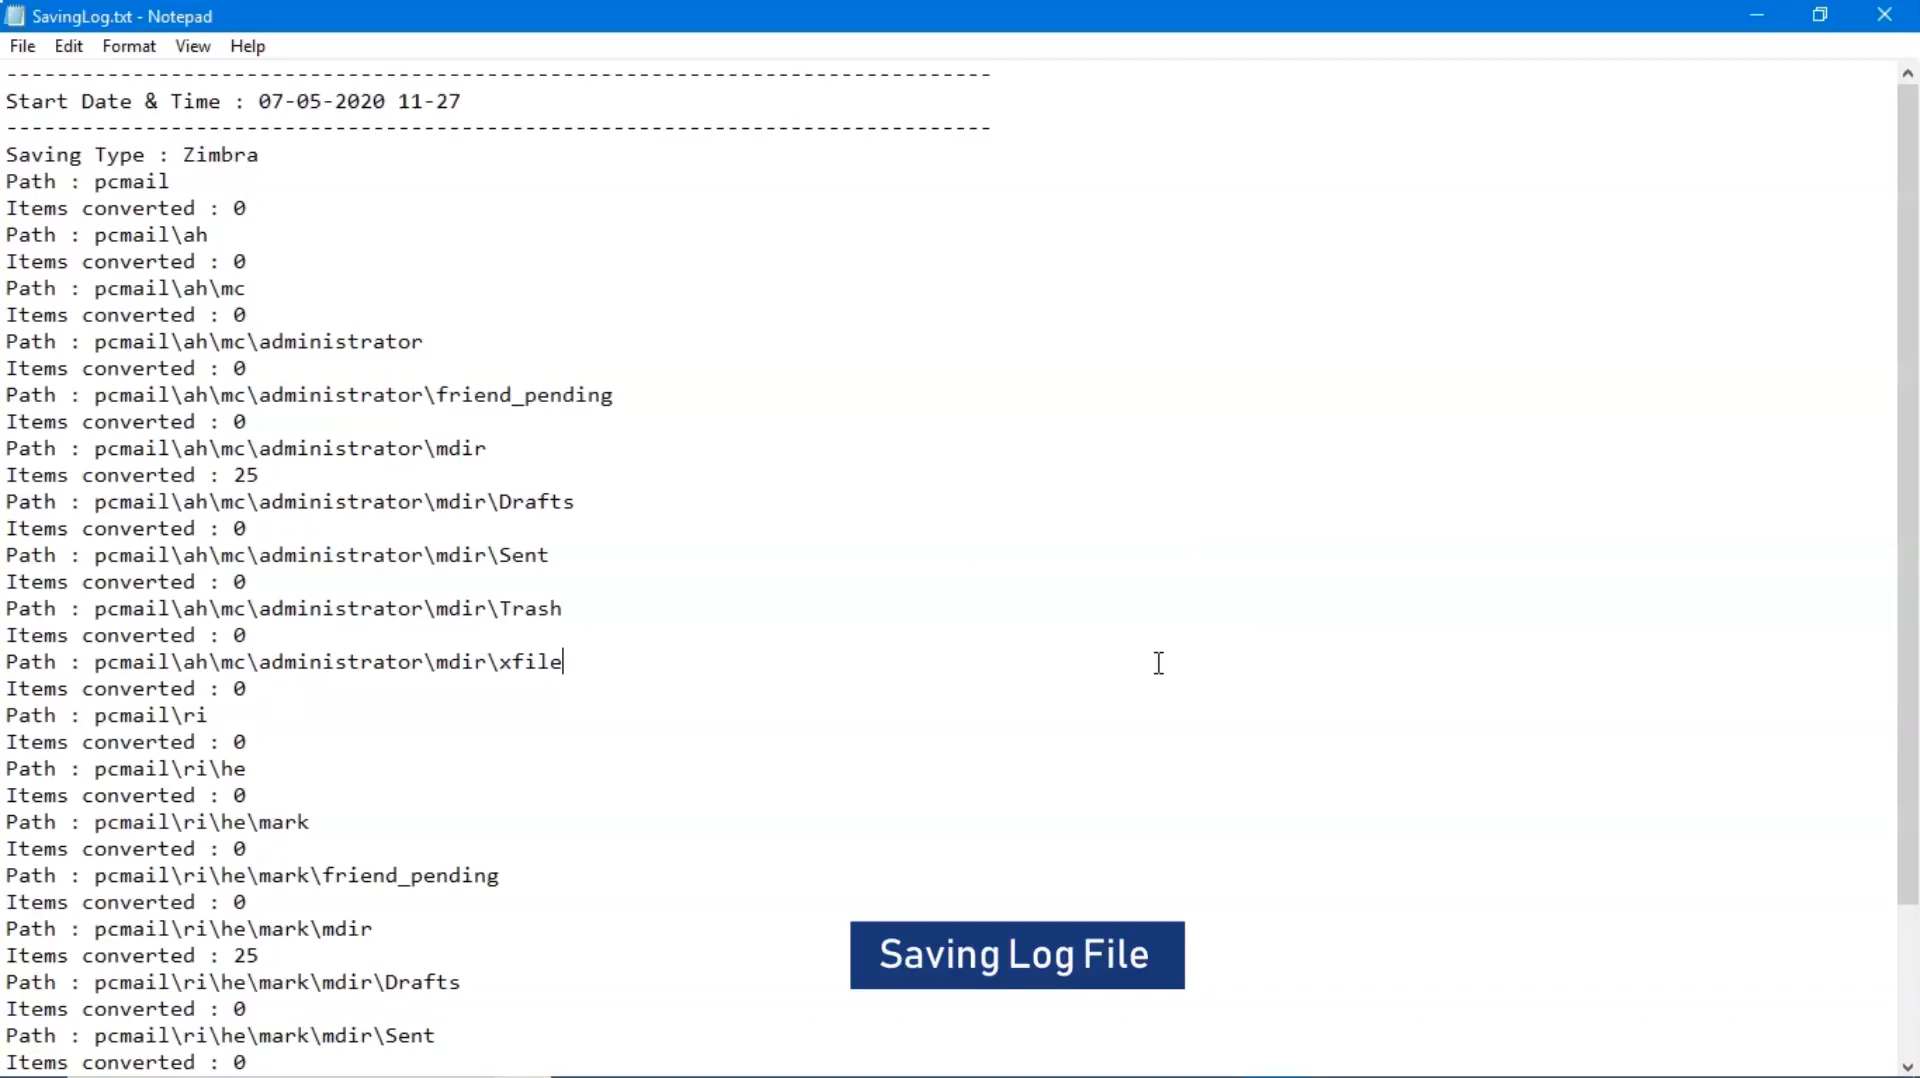 SavingLog.txt - Notepad
File Edit Format View Help
------------------------------------------------------------------------------
Start Date & Time : 07-05-2020 11-27
------------------------------------------------------------------------------
Saving Type : Zimbra
Path : pcmail
Items converted : 0
Path : pcmail\ah
Items converted : 0
Path : pcmail\ah\mc
Items converted : 0
Path : pcmail\ah\mc\administrator
Items converted : 0
Path : pcmail\ah\mc\administrator\friend_pending
Items converted : 0
Path : pcmail\ah\mc\administrator\mdir
Items converted : 25
Path : pcmail\ah\mc\administrator\mdir\Drafts
Items converted : 0
Path : pcmail\ah\mc\administrator\mdir\Sent
Items converted : 0
Path : pcmail\ah\mc\administrator\mdir\Trash
Items converted : 0
Path : pcmail\ah\mc\administrator\mdir\xfile
Items converted : 0
Path : pcmail\ri
Items converted : 0
Path : pcmail\ri\he
Items converted : 0
Path : pcmail\ri\he\mark
Items converted : 0
Path : pcmail\ri\he\mark\friend_pending
Items converted : 0
Path : pcmail\ri\he\mark\mdir
Items converted : 25
Path : pcmail\ri\he\mark\mdir\Drafts
Items converted : 0
Path : pcmail\ri\he\mark\mdir\Sent
Items converted : 0
Saving Log File